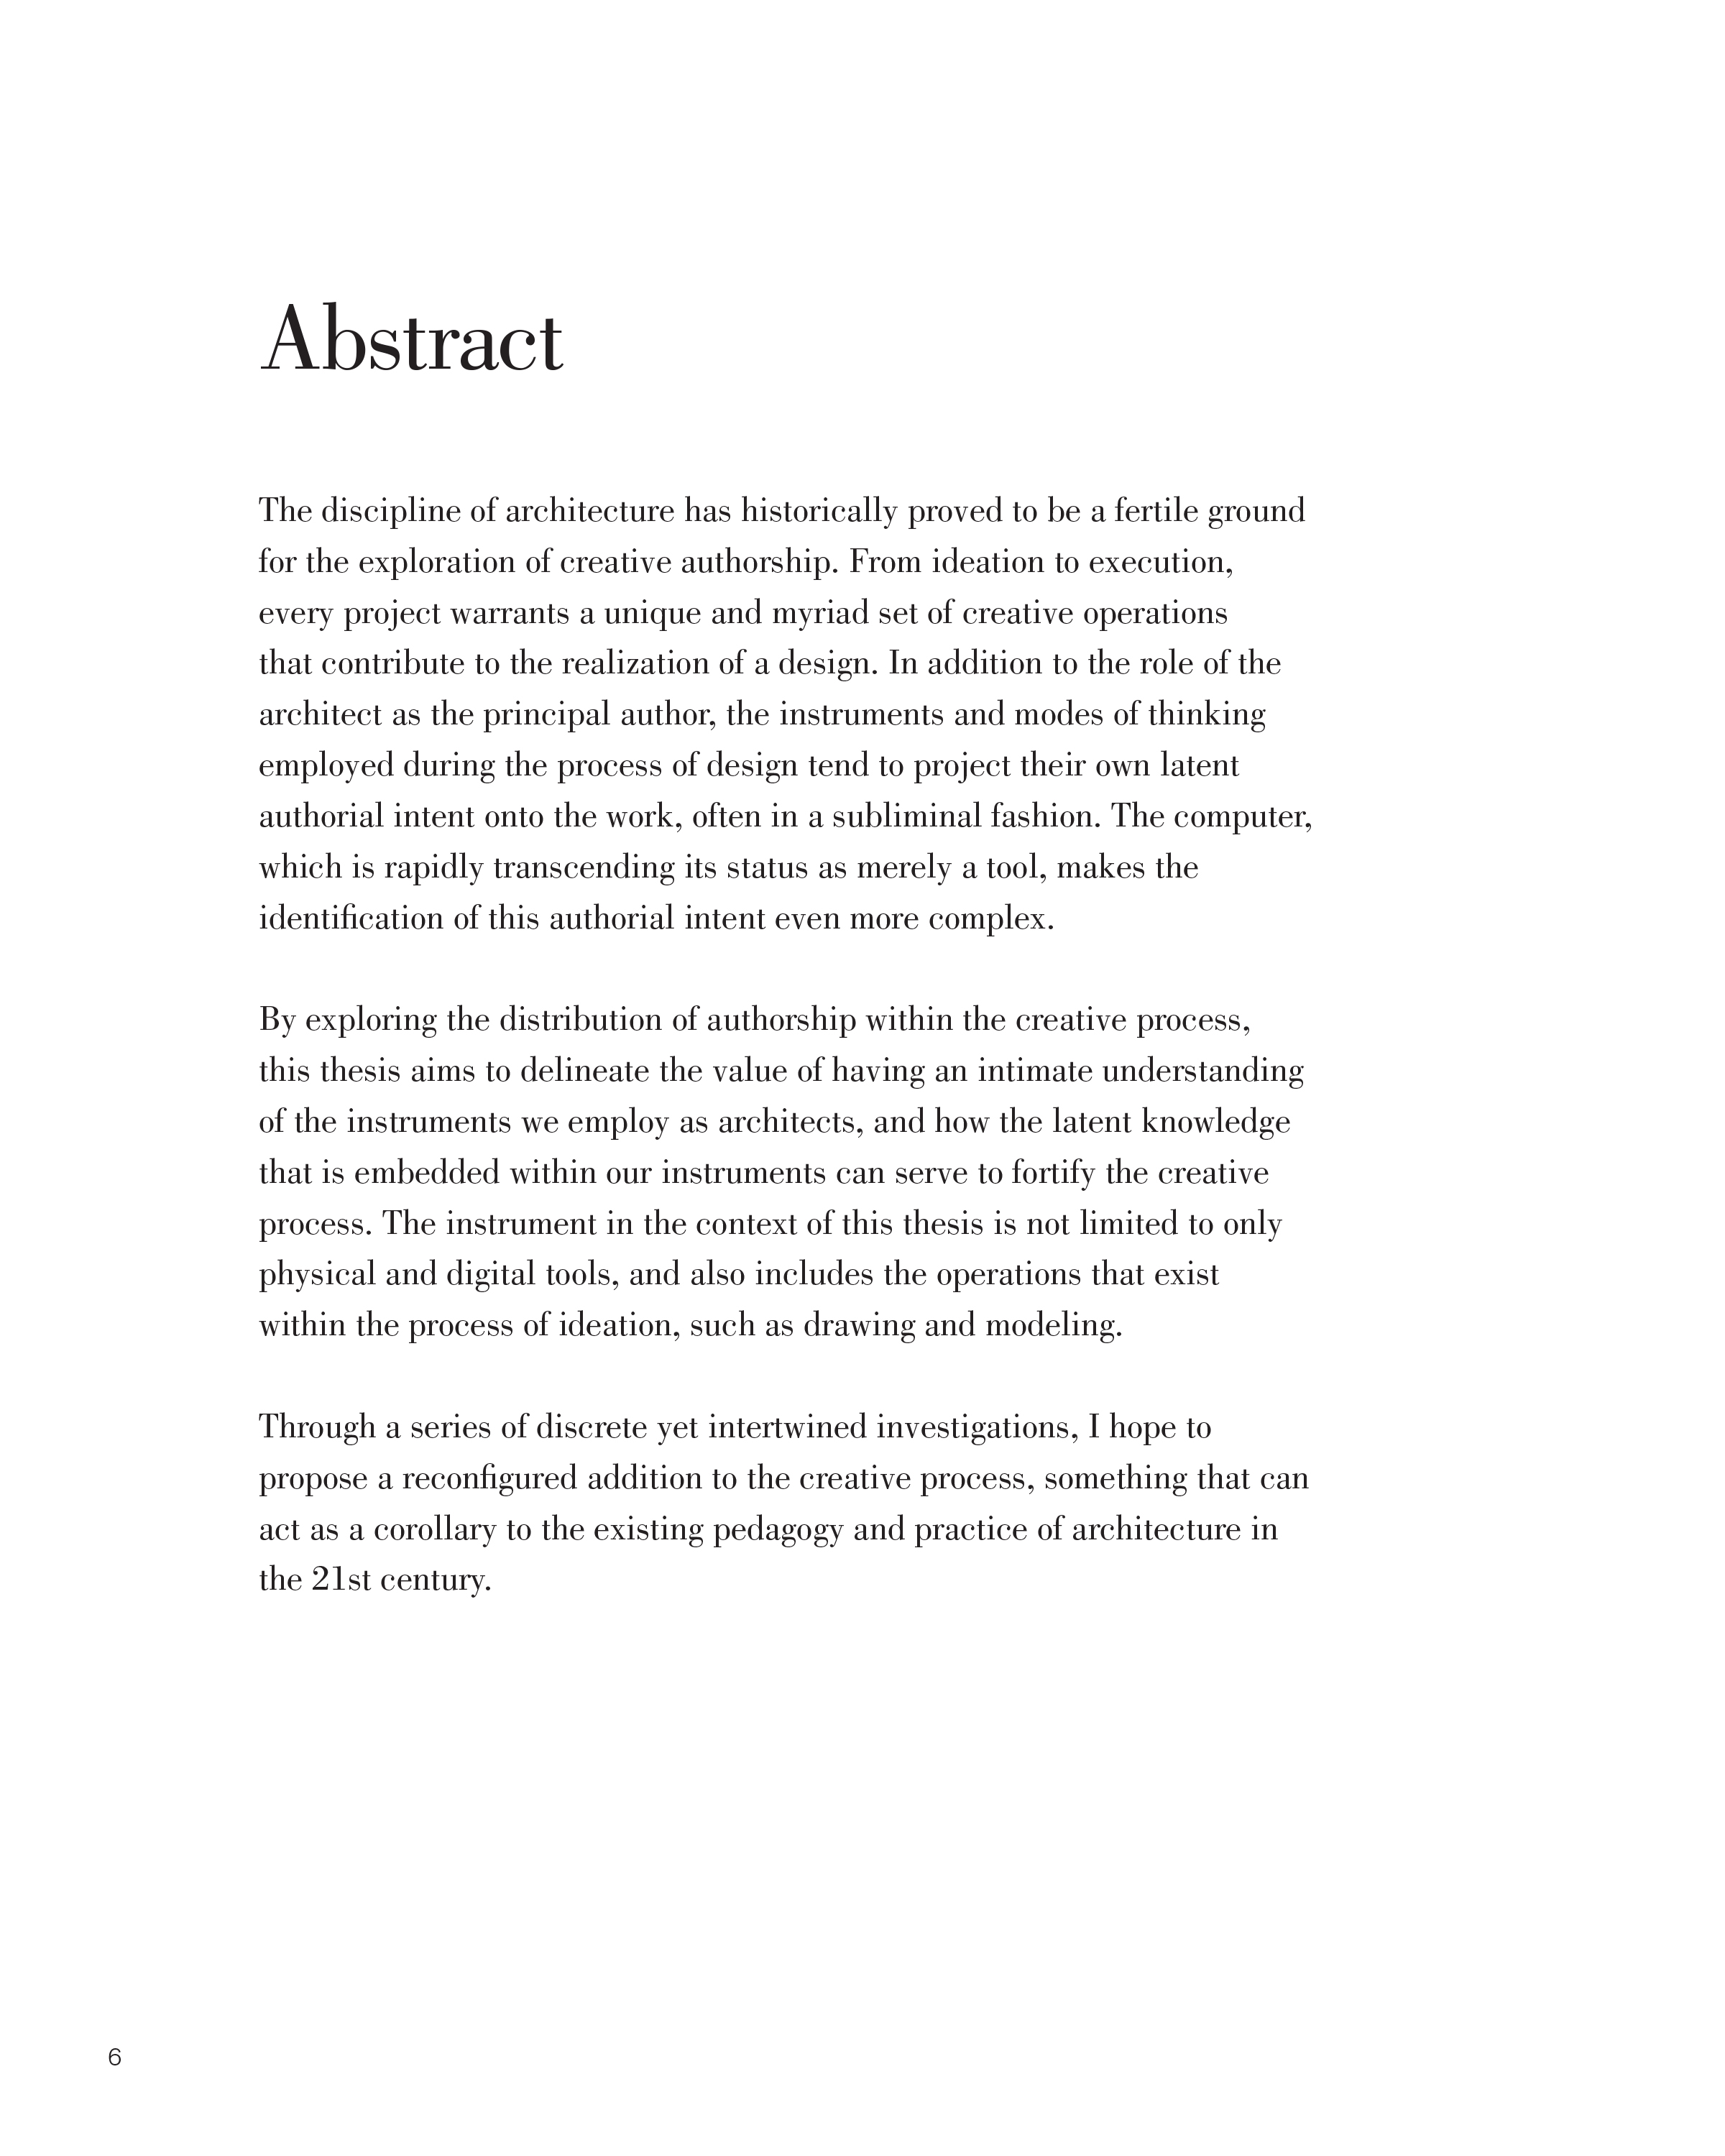 Abstract
The discipline of architecture has historically proved to be a fertile ground
for the exploration of creative authorship. From ideation to execution,
every project warrants a unique and myriad set of creative operations
that contribute to the realization of a design. In addition to the role of the
architect as the principal author, the instruments and modes of thinking
employed during the process of design tend to project their own latent
authorial intent onto the work, often in a subliminal fashion. The computer,
which is rapidly transcending its status as merely a tool, makes the
identification of this authorial intent even more complex.
By exploring the distribution of authorship within the creative process,
this thesis aims to delineate the value of having an intimate understanding
of the instruments we employ as architects, and how the latent knowledge
that is embedded within our instruments can serve to fortify the creative
process. The instrument in the context of this thesis is not limited to only
physical and digital tools, and also includes the operations that exist
within the process of ideation, such as drawing and modeling.
Through a series of discrete yet intertwined investigations, I hope to
propose a reconfigured addition to the creative process, something that can
act as a corollary to the existing pedagogy and practice of architecture in
the 21st century.
6